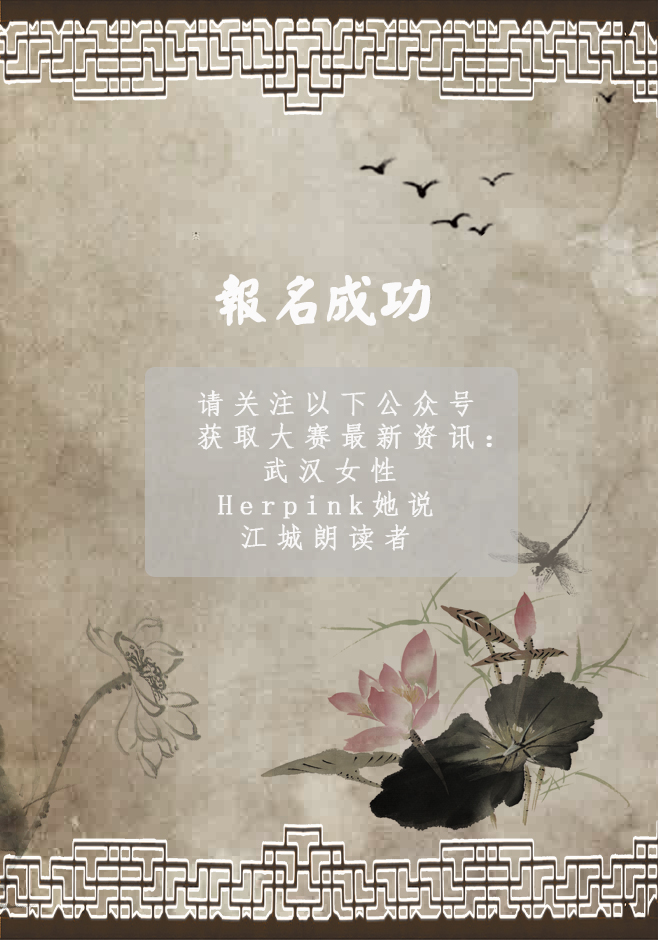 報名成功
请关注以下公众号
获取大赛最新资讯：
武汉女性
Herpink她说
江城朗读者